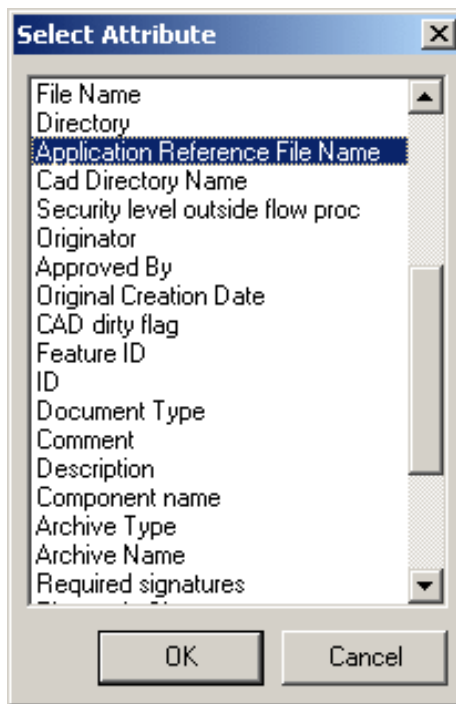 Select Attribute
File Name
Directory
Application Reference File Name
Cad Directory Name
Security level outside flow proc
Originator
Approved By
Original Creation Date
CAD dirty flag
Feature ID
ID
Document Type
Comment
Description
Component name
Archive Type
Archive Name
Required signatures
OK
Cancel